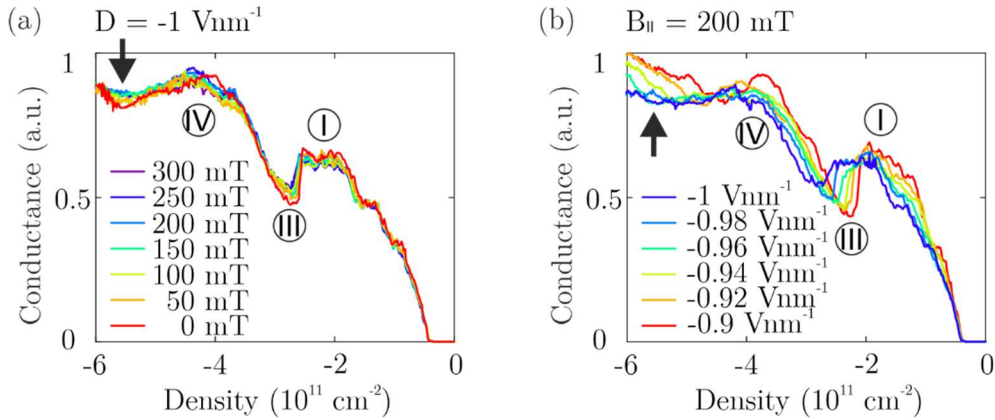 (a)
D = -1 Vnm⁻¹
1
0.5
0
Conductance (a.u.)
IV
I
III
300 mT
250 mT
200 mT
150 mT
100 mT
50 mT
0 mT
-6
-4
-2
0
Density (10¹¹ cm⁻²)
(b)
B∥ = 200 mT
1
0.5
0
Conductance (a.u.)
IV
I
III
-1 Vnm⁻¹
-0.98 Vnm⁻¹
-0.96 Vnm⁻¹
-0.94 Vnm⁻¹
-0.92 Vnm⁻¹
-0.9 Vnm⁻¹
-6
-4
-2
0
Density (10¹¹ cm⁻²)